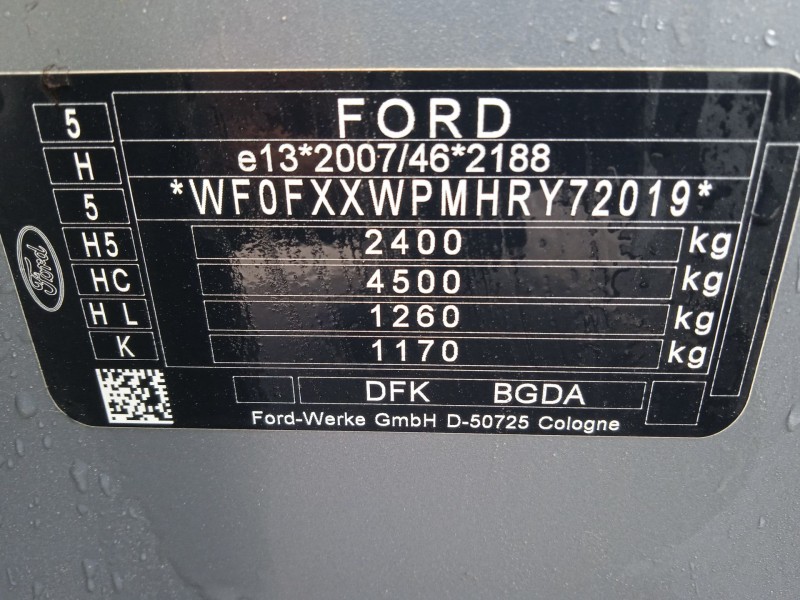 5
FORD
H
e13*2007/46*2188
5
*WF0FXXWPMHRY72019*
H5
2400 kg
HC
4500 kg
H L
1260 kg
K
1170 kg
Ford
DFK BGDA
Ford-Werke GmbH D-50725 Cologne